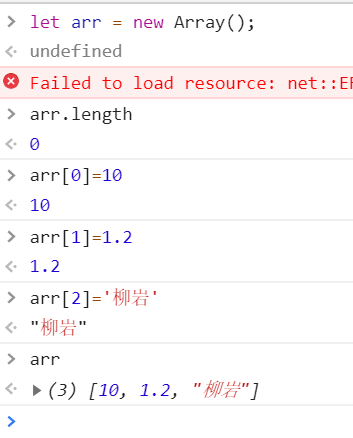 let arr = new Array();
undefined
Failed to load resource: net::
arr.length
0
arr[0]=10
10
arr[1]=1.2
1.2
arr[2]='柳岩'
"柳岩"
arr
(3) [10, 1.2, "柳岩"]